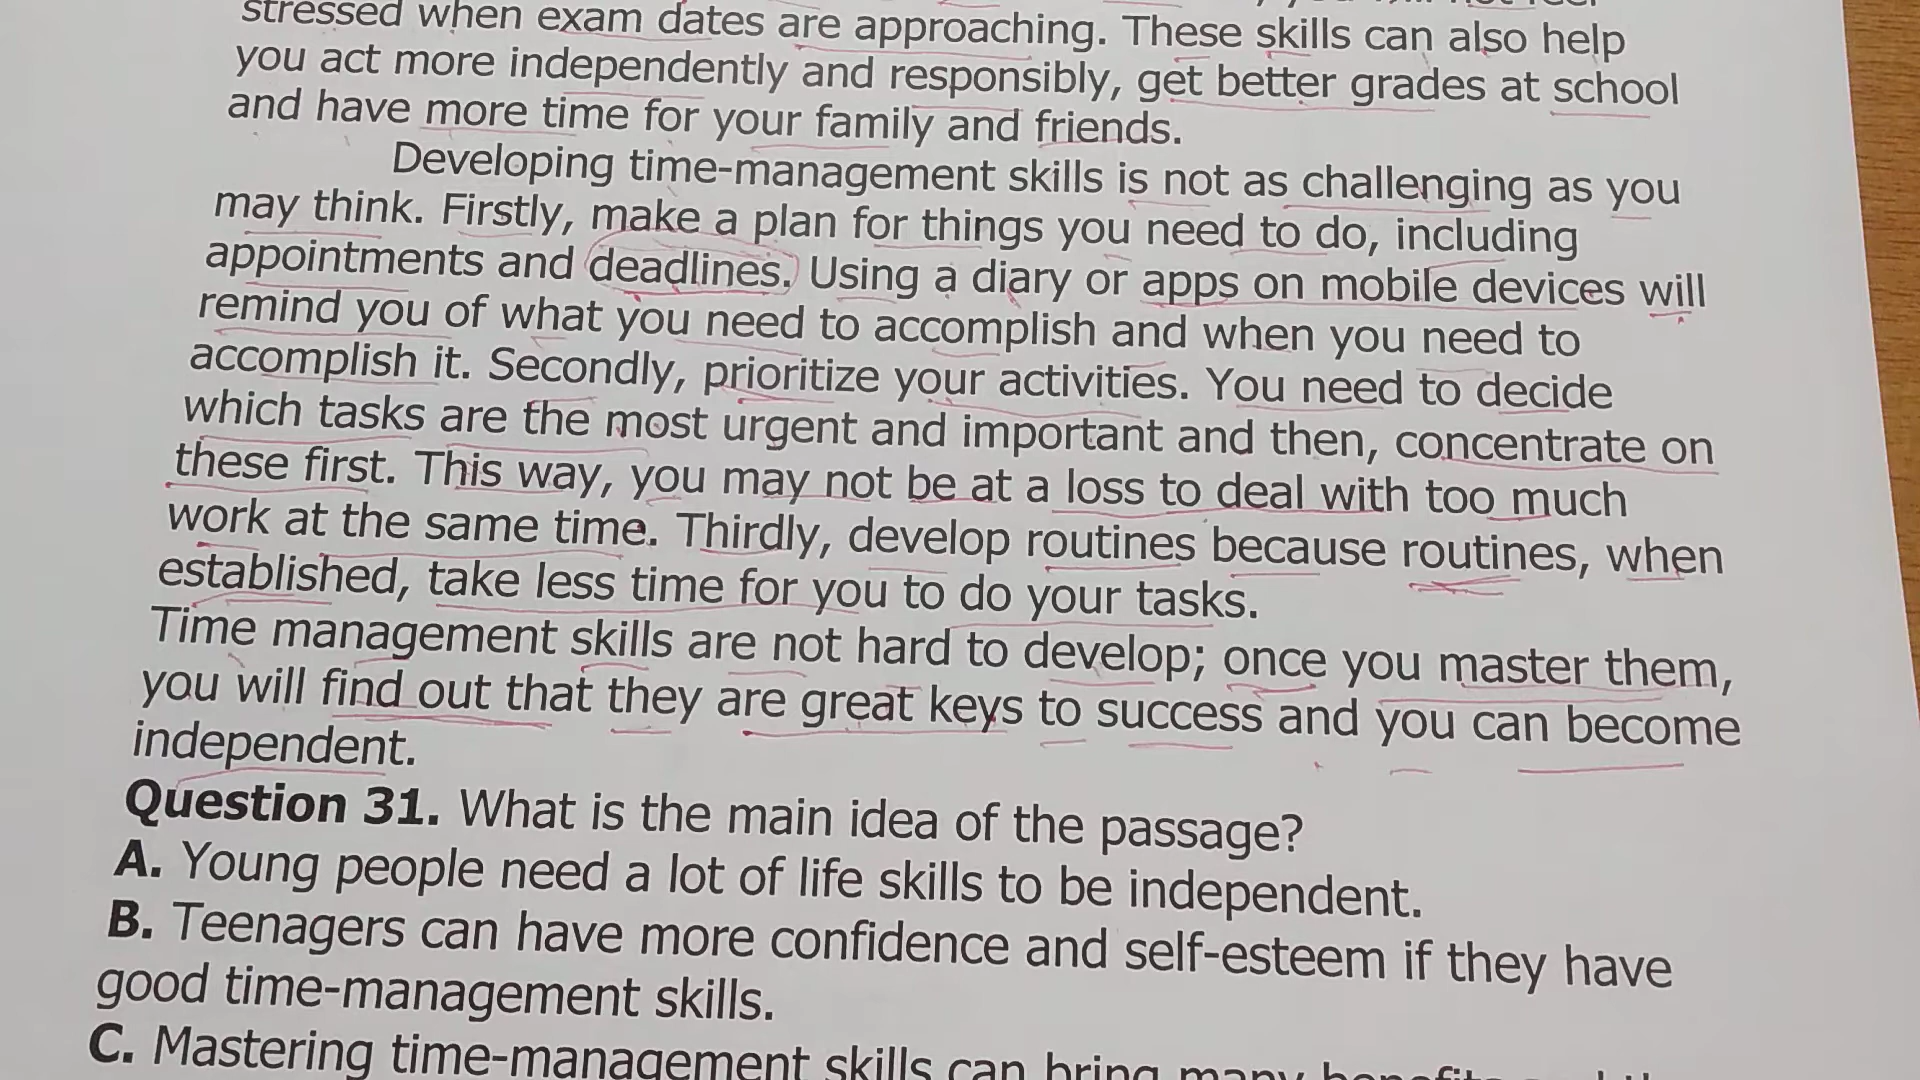 stressed when exam dates are approaching. These skills can also help
you act more independently and responsibly, get better grades at school
and have more time for your family and friends.
Developing time-management skills is not as challenging as you
may think. Firstly, make a plan for things you need to do, including
appointments and deadlines. Using a diary or apps on mobile devices will
remind you of what you need to accomplish and when you need to
accomplish it. Secondly, prioritize your activities. You need to decide
which tasks are the most urgent and important and then, concentrate on
these first. This way, you may not be at a loss to deal with too much
work at the same time. Thirdly, develop routines because routines, when
established, take less time for you to do your tasks.
Time management skills are not hard to develop; once you master them,
you will find out that they are great keys to success and you can become
independent.
Question 31. What is the main idea of the passage?
A. Young people need a lot of life skills to be independent.
B. Teenagers can have more confidence and self-esteem if they have
good time-management skills.
C. Mastering time-management skills can bring many benefits